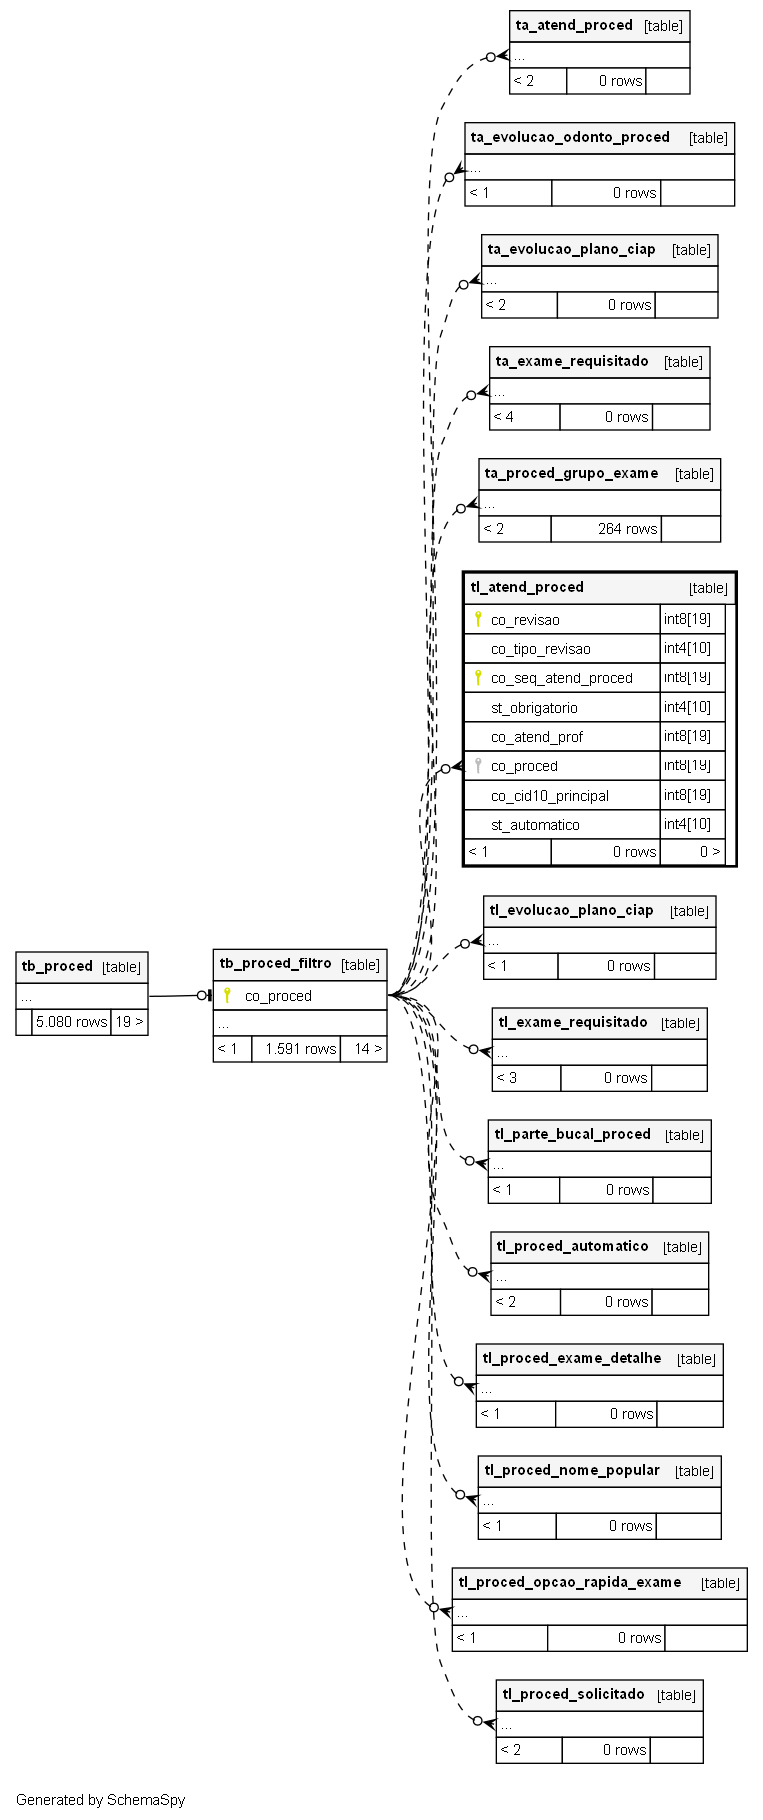 ta_atend_proced [table]
...
< 2 0 rows
ta_evolucao_odonto_proced [table]
...
< 1 0 rows
ta_evolucao_plano_ciap [table]
...
< 2 0 rows
ta_exame_requisitado [table]
...
< 4 0 rows
ta_proced_grupo_exame [table]
...
< 2 264 rows
tl_atend_proced [table]
co_revisao int8[19]
co_tipo_revisao int4[10]
co_seq_atend_proced int8[19]
st_obrigatorio int4[10]
co_atend_prof int8[19]
co_proced int8[19]
co_cid10_principal int8[19]
st_automatico int4[10]
< 1 0 rows 0 >
tl_evolucao_plano_ciap [table]
...
< 1 0 rows
tb_proced [table]
...
5.080 rows 19 >
tb_proced_filtro [table]
co_proced
...
< 1 1.591 rows 14 >
tl_exame_requisitado [table]
...
< 3 0 rows
tl_parte_bucal_proced [table]
...
< 1 0 rows
tl_proced_automatico [table]
...
< 2 0 rows
tl_proced_exame_detalhe [table]
...
< 1 0 rows
tl_proced_nome_popular [table]
...
< 1 0 rows
tl_proced_opcao_rapida_exame [table]
...
< 1 0 rows
tl_proced_solicitado [table]
...
< 2 0 rows
Generated by SchemaSpy